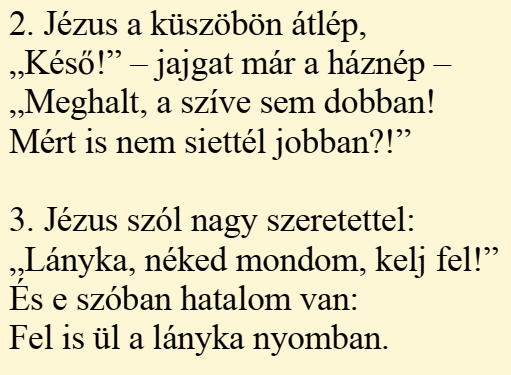 2. Jézus a küszöbön átlép,
„Késő!” – jajgat már a háznép –
„Meghalt, a szíve sem dobban!
Mért is nem siettél jobban?!”
3. Jézus szól nagy szeretettel:
„Lányka, néked mondom, kelj fel!”
És e szóban hatalom van:
Fel is ül a lányka nyomban.